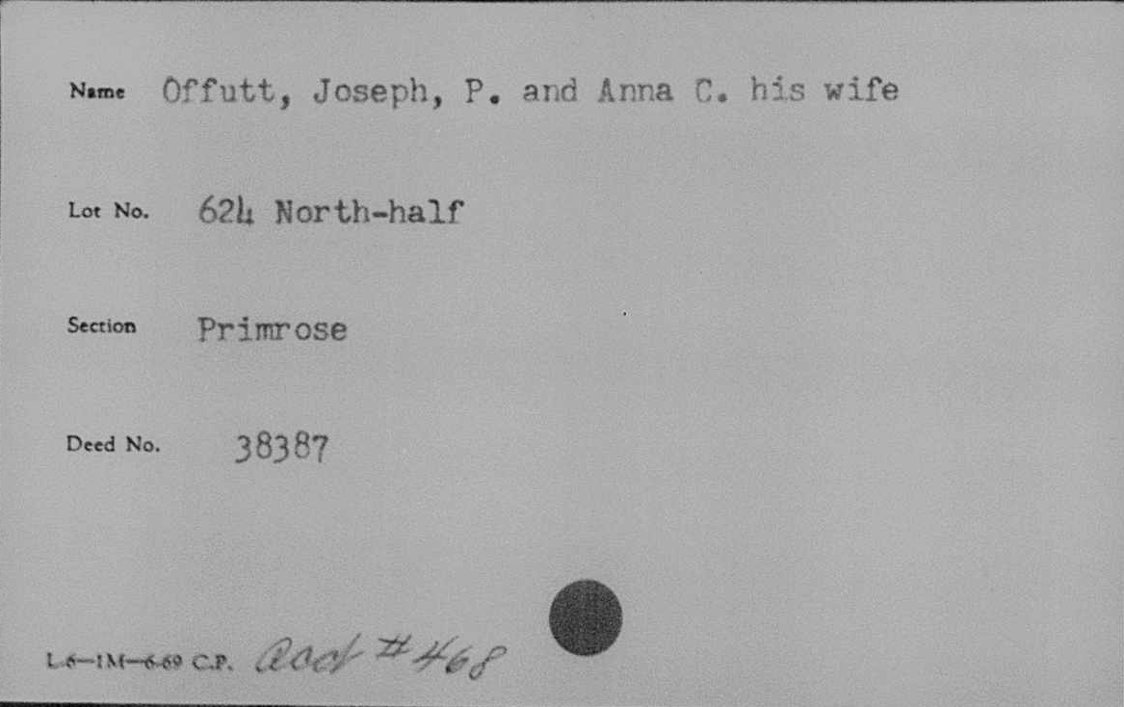 Name Offutt, Joseph, P. and Anna C. his wife
Lot No. 624 North-half
Section Primrose
Deed No. 38387
L-6—1M—6-69 C.P. Acct #468